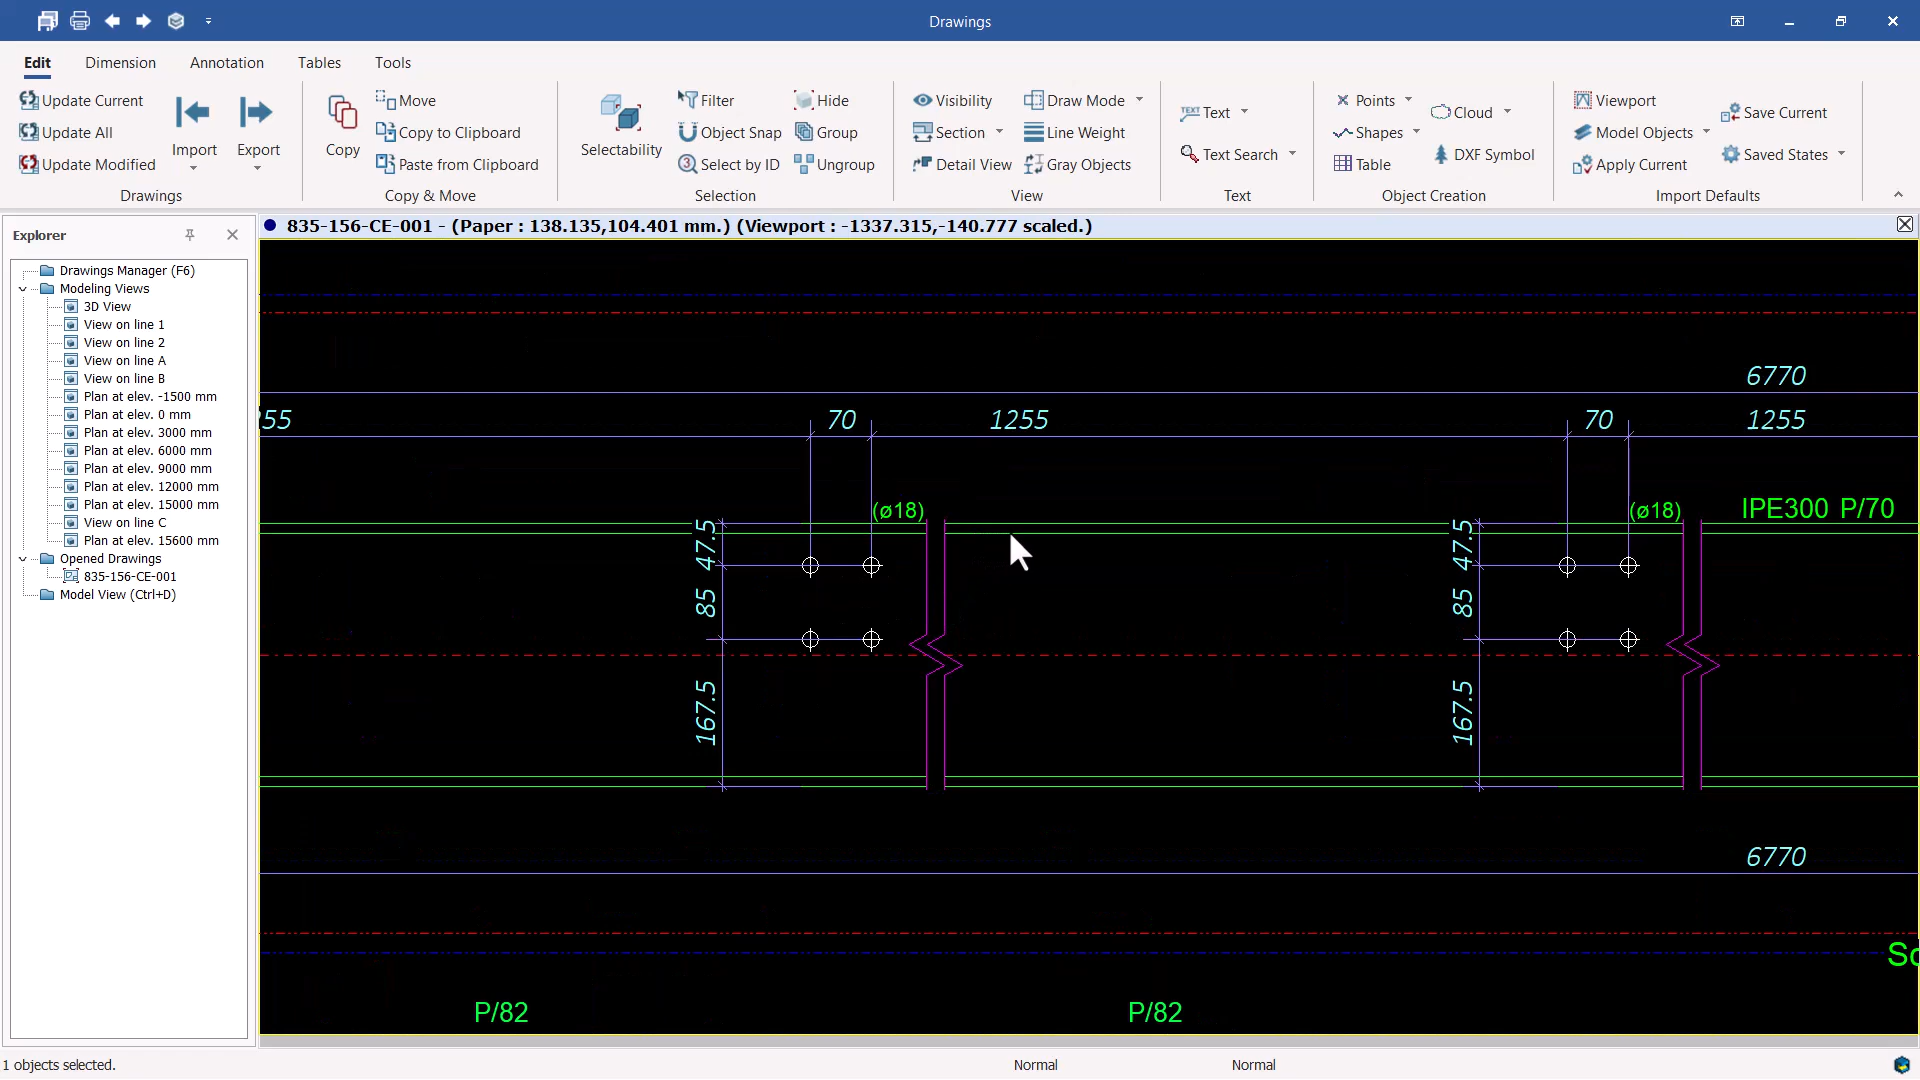 Drawings
Edit
Dimension
Annotation
Tables
Tools
Update Current
Update All
Update Modified
Import
Export
Drawings
Copy
Move
Copy to Clipboard
Paste from Clipboard
Copy & Move
Selectability
Filter
Object Snap
Select by ID
Hide
Group
Ungroup
Selection
Visibility
Section
Detail View
Draw Mode
Line Weight
Gray Objects
View
Text
Text Search
Text
Points
Shapes
Table
Cloud
DXF Symbol
Object Creation
Viewport
Model Objects
Apply Current
Save Current
Saved States
Import Defaults
Explorer
Drawings Manager (F6)
Modeling Views
3D View
View on line 1
View on line 2
View on line A
View on line B
Plan at elev. -1500 mm
Plan at elev. 0 mm
Plan at elev. 3000 mm
Plan at elev. 6000 mm
Plan at elev. 9000 mm
Plan at elev. 12000 mm
Plan at elev. 15000 mm
View on line C
Plan at elev. 15600 mm
Opened Drawings
835-156-CE-001
Model View (Ctrl+D)
835-156-CE-001 - (Paper : 138.135,104.401 mm.) (Viewport : -1337.315,-140.777 scaled.)
6770
255
70
1255
70
1255
(ø18)
(ø18)
IPE300 P/70
47.5
85
167.5
47.5
85
167.5
6770
P/82
P/82
1 objects selected.
Normal
Normal